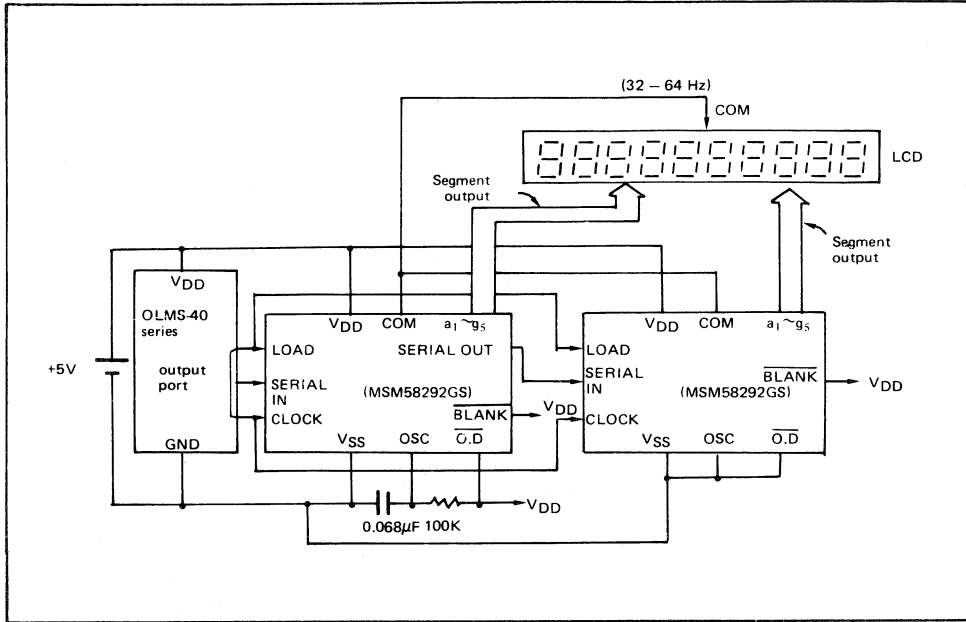 (32 – 64 Hz)
COM
LCD
Segment
output
Segment
output
VDD
OLMS-40
series
output
port
GND
+5V
VDD
COM
a1~g5
LOAD
SERIAL OUT
SERIAL
IN
(MSM58292GS)
CLOCK
BLANK
VDD
VSS
OSC
O.D
VDD
COM
a1~g5
LOAD
SERIAL
IN
BLANK
VDD
(MSM58292GS)
CLOCK
VSS
OSC
O.D
0.068µF 100K
VDD